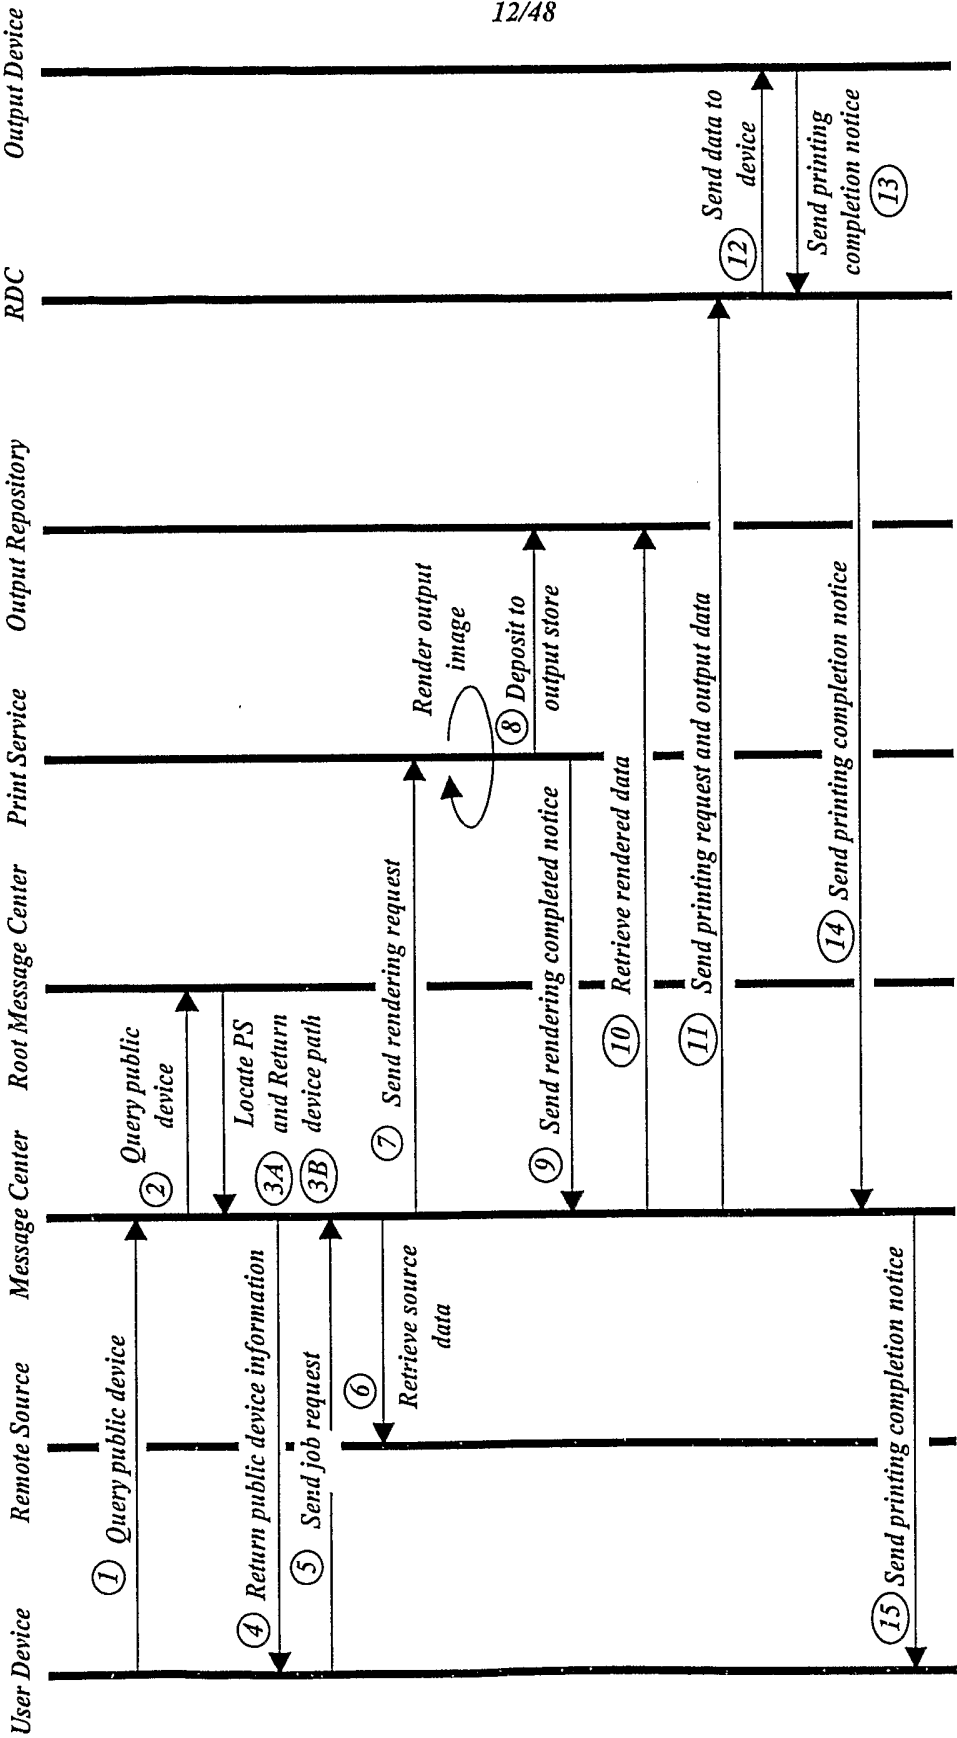 12/48
User Device
Remote Source
Message Center
Root Message Center
Print Service
Output Repository
RDC
Output Device
1 Query public device
2 Query public
device
Locate PS
3A and Return
3B device path
4 Return public device information
5 Send job request
6
Retrieve source
data
7 Send rendering request
Render output
image
8 Deposit to
output store
9 Send rendering completed notice
10 Retrieve rendered data
11 Send printing request and output data
12 Send data to
device
Send printing
completion notice
13
14 Send printing completion notice
15 Send printing completion notice